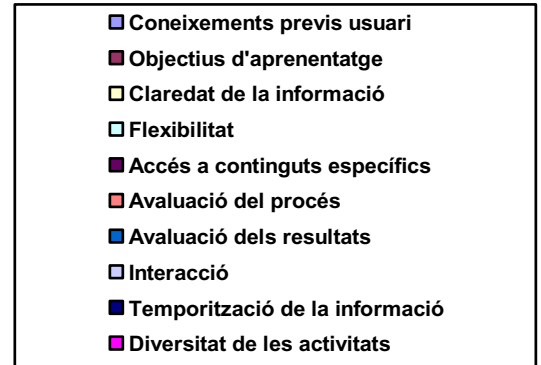 Coneixements previs usuari
Objectius d'aprenentatge
Claredat de la informació
Flexibilitat
Accés a continguts específics
Avaluació del procés
Avaluació dels resultats
Interacció
Temporització de la informació
Diversitat de les activitats